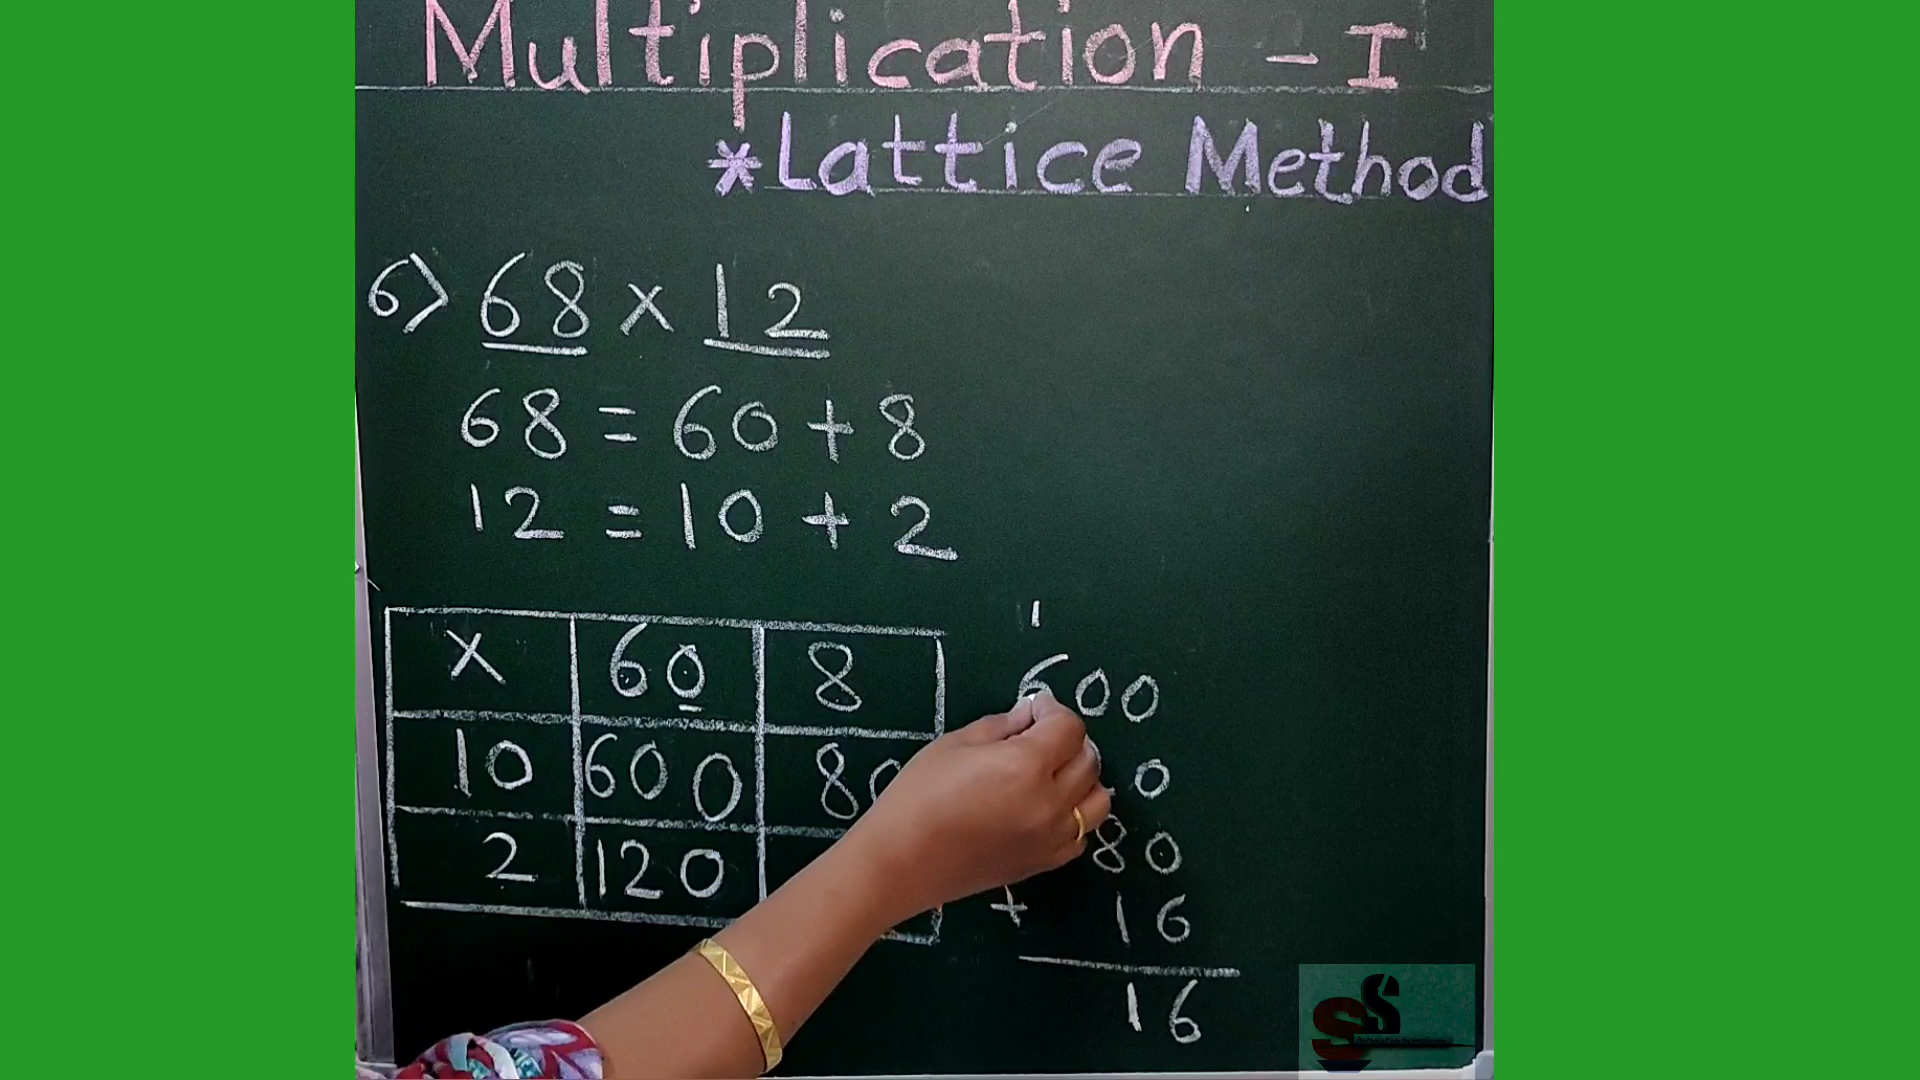 Multiplication - I
*Lattice Method
6) 68 x 12
68 = 60 + 8
12 = 10 + 2
x 60 8
10 600 80
2 120
1
600
0
80
+ 16
16